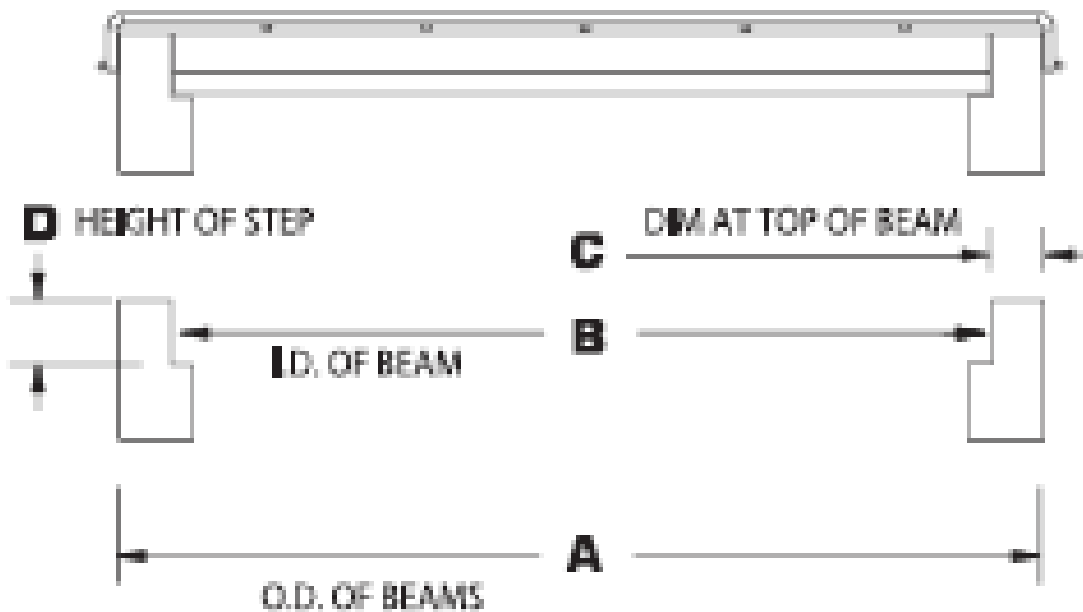 D HEIGHT OF STEP
DIM AT TOP OF BEAM
C
B
I.D. OF BEAM
A
O.D. OF BEAMS